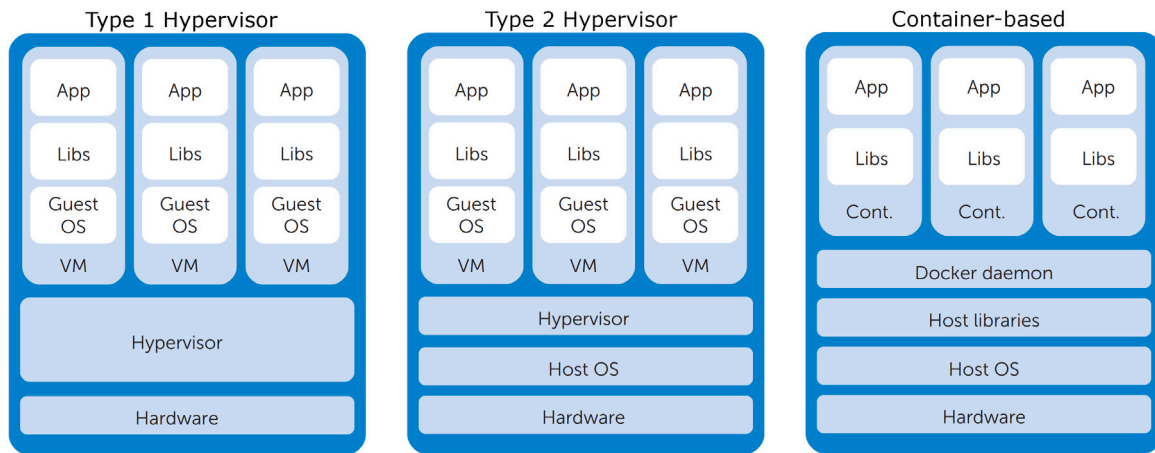 Type 1 Hypervisor
App App App
Libs Libs Libs
Guest Guest Guest
OS OS OS
VM VM VM
Hypervisor
Hardware
Type 2 Hypervisor
App App App
Libs Libs Libs
Guest Guest Guest
OS OS OS
VM VM VM
Hypervisor
Host OS
Hardware
Container-based
App App App
Libs Libs Libs
Cont. Cont. Cont.
Docker daemon
Host libraries
Host OS
Hardware